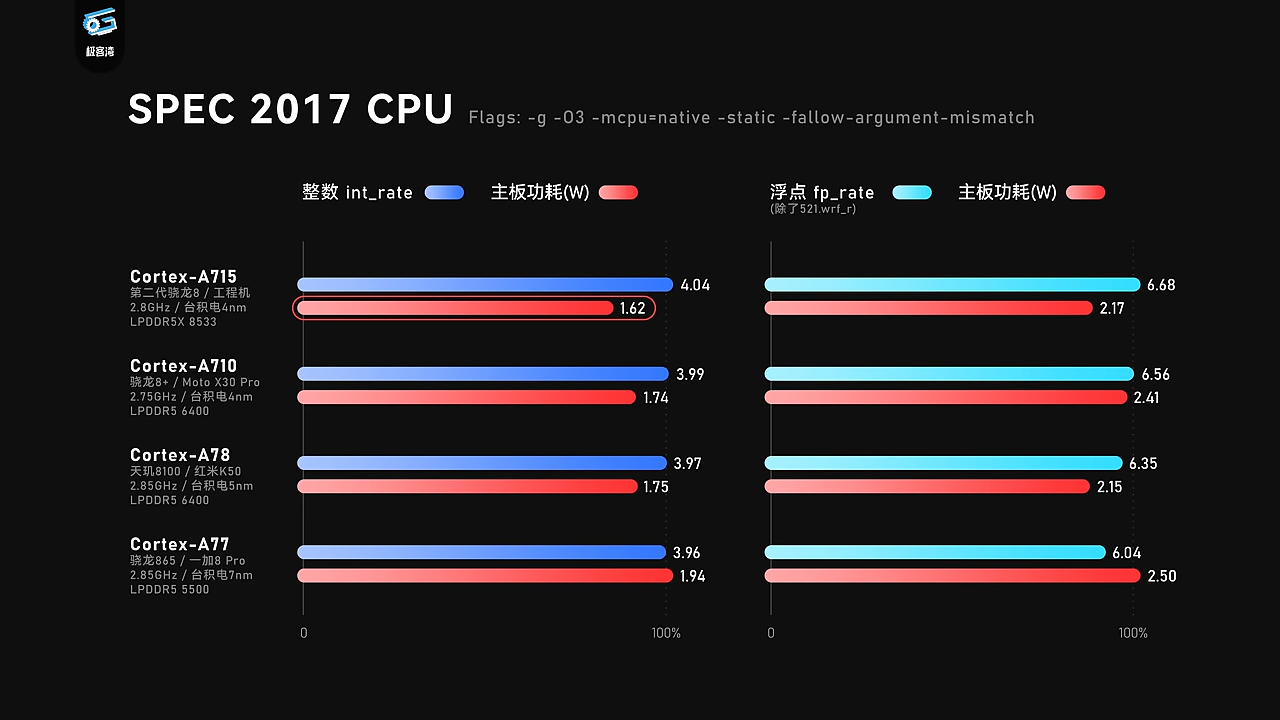 极客湾
SPEC 2017 CPU Flags: -g -O3 -mcpu=native -static -fallow-argument-mismatch
整数 int_rate 主板功耗(W)
浮点 fp_rate 主板功耗(W)
(除了521.wrf_r)
Cortex-A715
第二代骁龙8 / 工程机
2.8GHz / 台积电4nm
LPDDR5X 8533
4.04
1.62
6.68
2.17
Cortex-A710
骁龙8+ / Moto X30 Pro
2.75GHz / 台积电4nm
LPDDR5 6400
3.99
1.74
6.56
2.41
Cortex-A78
天玑8100 / 红米K50
2.85GHz / 台积电5nm
LPDDR5 6400
3.97
1.75
6.35
2.15
Cortex-A77
骁龙865 / 一加8 Pro
2.85GHz / 台积电7nm
LPDDR5 5500
3.96
1.94
6.04
2.50
0 100%
0 100%